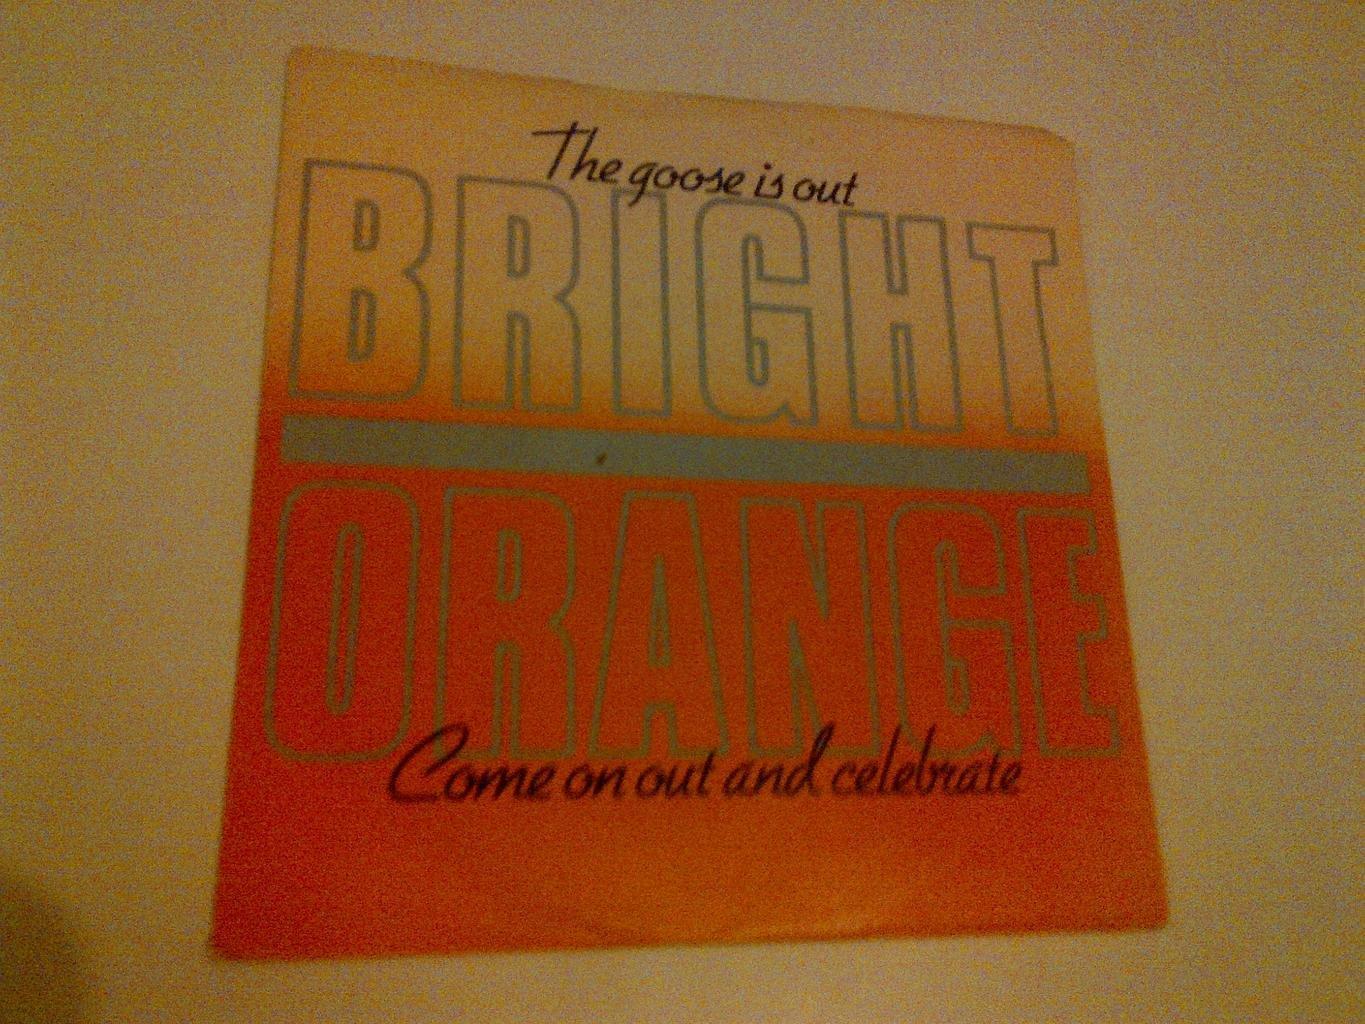 The goose is out
BRIGHT
ORANGE
Come on out and celebrate